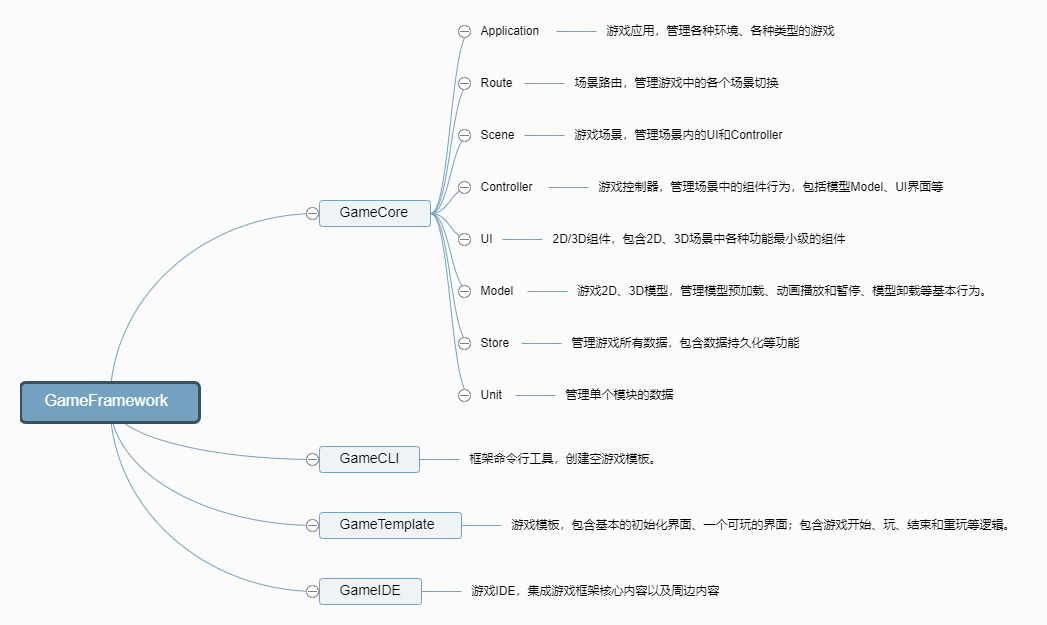 Application
游戏应用，管理各种环境、各种类型的游戏
Route
场景路由，管理游戏中的各个场景切换
Scene
游戏场景，管理场景内的UI和Controller
Controller
游戏控制器，管理场景中的组件行为，包括模型Model、UI界面等
GameCore
UI
2D/3D组件，包含2D、3D场景中各种功能最小级的组件
Model
游戏2D、3D模型，管理模型预加载、动画播放和暂停、模型卸载等基本行为。
Store
管理游戏所有数据，包含数据持久化等功能
Unit
管理单个模块的数据
GameFramework
GameCLI
框架命令行工具，创建空游戏模板。
GameTemplate
游戏模板，包含基本的初始化界面、一个可玩的界面；包含游戏开始、玩、结束和重玩等逻辑。
GameIDE
游戏IDE，集成游戏框架核心内容以及周边内容